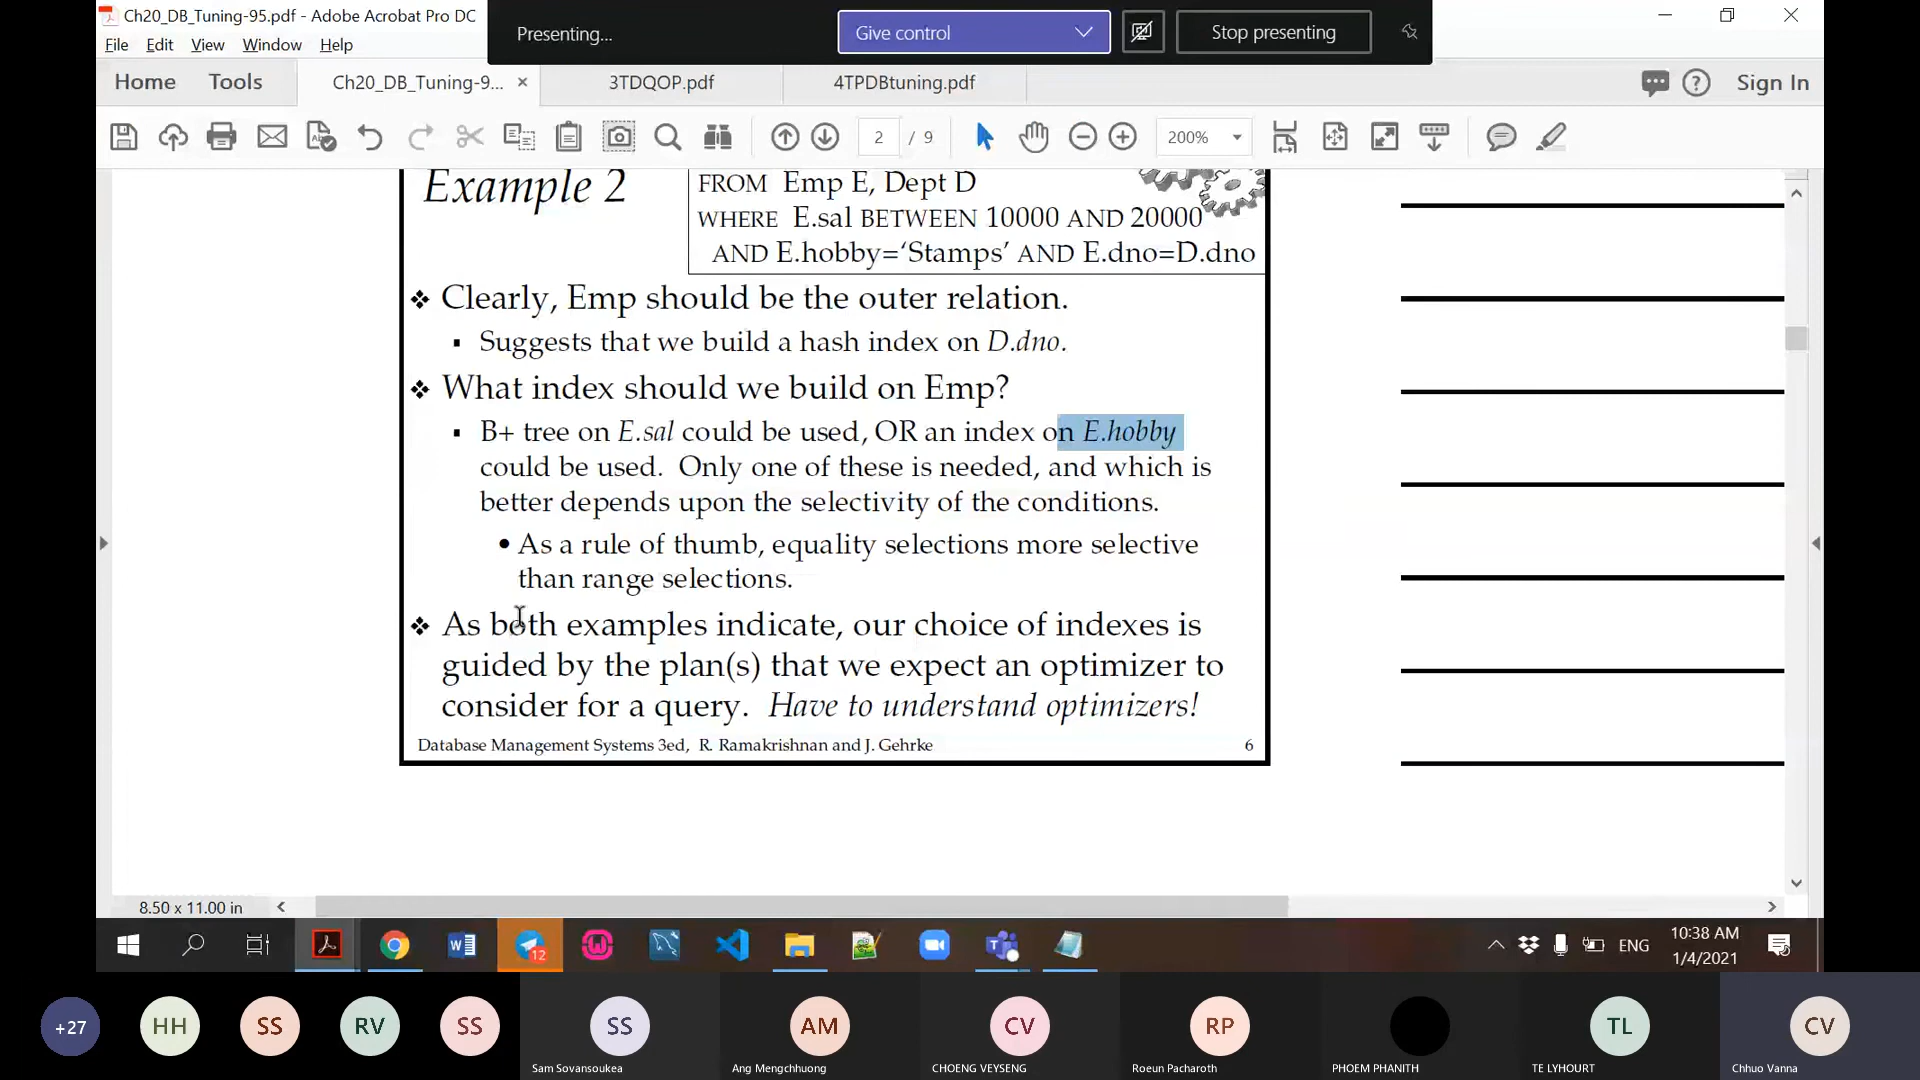 Ch20_DB_Tuning-95.pdf - Adobe Acrobat Pro DC
Presenting...
Give control
Stop presenting
File Edit View Window Help
Home Tools Ch20_DB_Tuning-9... × 3TDQOP.pdf 4TPDBtuning.pdf Sign In
2 / 9 200%
Example 2
FROM Emp E, Dept D
WHERE E.sal BETWEEN 10000 AND 20000
AND E.hobby=‘Stamps’ AND E.dno=D.dno
❖ Clearly, Emp should be the outer relation.
▪ Suggests that we build a hash index on D.dno.
❖ What index should we build on Emp?
▪ B+ tree on E.sal could be used, OR an index on E.hobby
could be used. Only one of these is needed, and which is
better depends upon the selectivity of the conditions.
• As a rule of thumb, equality selections more selective
than range selections.
❖ As both examples indicate, our choice of indexes is
guided by the plan(s) that we expect an optimizer to
consider for a query. Have to understand optimizers!
Database Management Systems 3ed, R. Ramakrishnan and J. Gehrke 6
8.50 x 11.00 in
12
ENG
10:38 AM
1/4/2021
+27 HH SS RV SS SS AM CV RP TL CV
Sam Sovansoukea Ang Mengchhuong CHOENG VEYSENG Roeun Pacharoth PHOEM PHANITH TE LYHOURT Chhuo Vanna